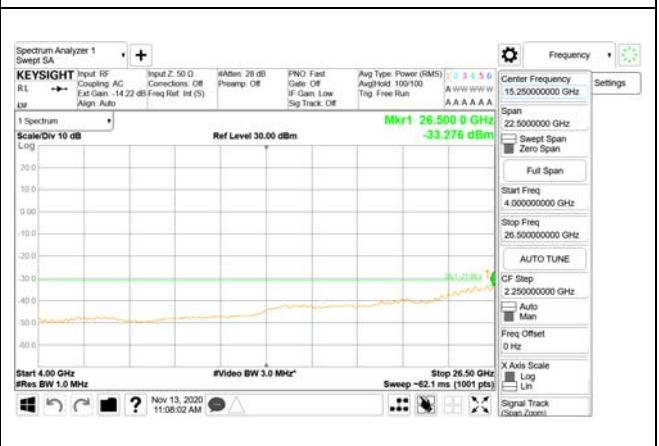 Spectrum Analyzer 1
Swept SA
Frequency
KEYSIGHT
RL
Input: RF
Coupling: AC
Ext Gain: -14.22 dB
Align: Auto
Input Z: 50 Ω
Corrections: Off
Freq Ref: Int (S)
#Atten: 28 dB
Preamp: Off
PNO: Fast
Gate: Off
IF Gain: Low
Sig Track: Off
Avg Type: Power (RMS)
Avg|Hold: 100/100
Trig: Free Run
1 2 3 4 5 6
A W W W W W
A A A A A A
Center Frequency
15.250000000 GHz
Settings
1 Spectrum
Mkr1 26.500 0 GHz
Scale/Div 10 dB
Ref Level 30.00 dBm
-33.276 dBm
Log
Span
22.5000000 GHz
Swept Span
Zero Span
Full Span
Start Freq
4.000000000 GHz
Stop Freq
26.500000000 GHz
AUTO TUNE
CF Step
2.250000000 GHz
Auto
Man
Freq Offset
0 Hz
X Axis Scale
Log
Lin
Signal Track
(Span Zoom)
20.0
10.0
0.00
-10.0
-20.0
-30.0
-40.0
-50.0
-60.0
1
Start 4.00 GHz
#Video BW 3.0 MHz*
Stop 26.50 GHz
#Res BW 1.0 MHz
Sweep ~62.1 ms (1001 pts)
Nov 13, 2020
11:08:02 AM